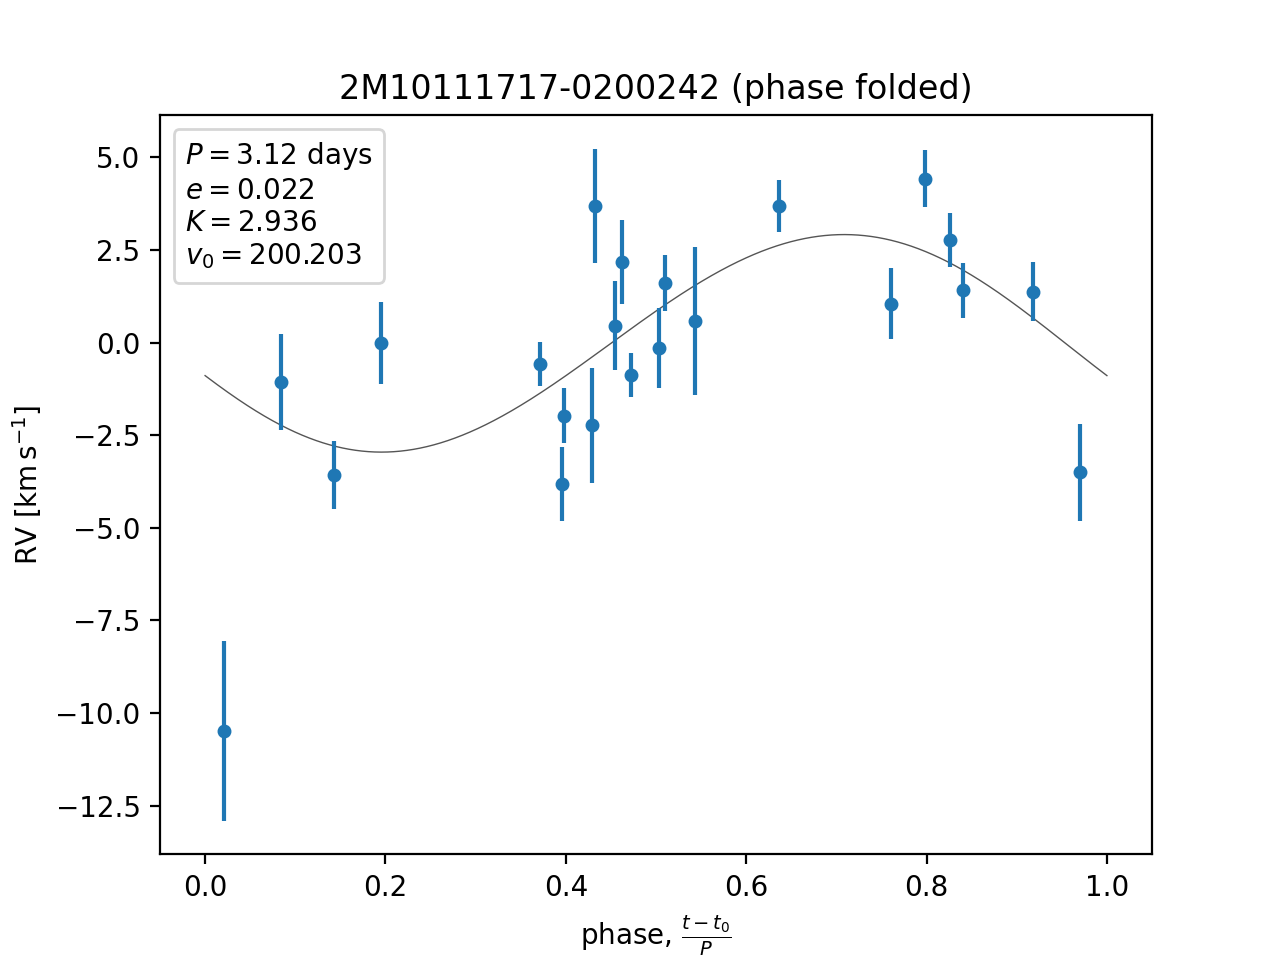 2M10111717-0200242 (phase folded)
P = 3.12 days
e = 0.022
K = 2.936
v₀ = 200.203
5.0
2.5
0.0
−2.5
−5.0
−7.5
−10.0
−12.5
RV [km s⁻¹]
0.0 0.2 0.4 0.6 0.8 1.0
phase, (t − t₀)/P